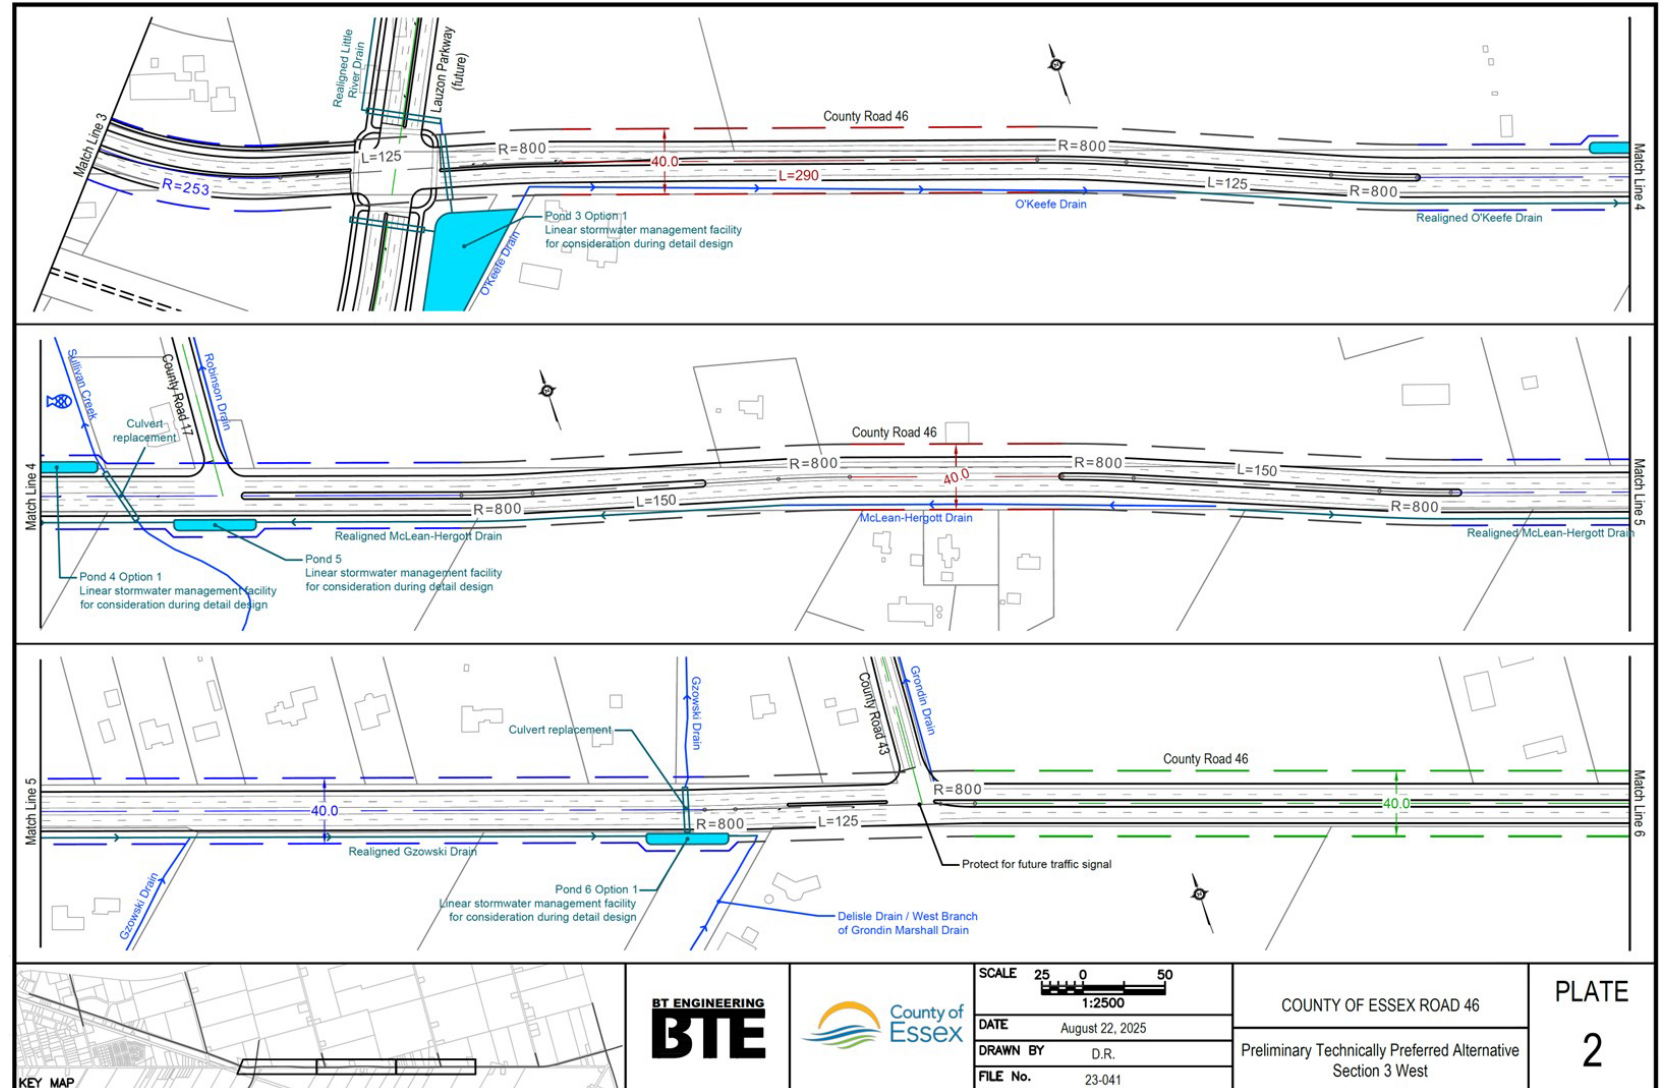 Match Line 3
Realigned Little
River Drain
Lauzon Parkway
(future)
County Road 46
L=125
R=800
40.0
L=290
R=800
L=125
R=800
R=253
O'Keefe Drain
Realigned O'Keefe Drain
Pond 3 Option 1
Linear stormwater management facility
for consideration during detail design
O'Keefe Drain
Match Line 4
Match Line 4
Sullivan Creek
County Road 17
Robinson Drain
Culvert
replacement
County Road 46
R=800
40.0
R=800
L=150
L=150
R=800
R=800
McLean-Hergott Drain
Realigned McLean-Hergott Drain
Realigned McLean-Hergott Drain
Pond 5
Linear stormwater management facility
for consideration during detail design
Pond 4 Option 1
Linear stormwater management facility
for consideration during detail design
Match Line 5
Match Line 5
Culvert replacement
Gzowski Drain
County Road 43
Grondin Drain
County Road 46
40.0
R=800
40.0
R=800
L=125
Realigned Gzowski Drain
Gzowski Drain
Protect for future traffic signal
Pond 6 Option 1
Linear stormwater management facility
for consideration during detail design
Delisle Drain / West Branch
of Grondin Marshall Drain
Match Line 6
KEY MAP
BT ENGINEERING
BTE
County of
Essex
SCALE
25 0 50
1:2500
DATE August 22, 2025
DRAWN BY D.R.
FILE No. 23-041
COUNTY OF ESSEX ROAD 46
Preliminary Technically Preferred Alternative
Section 3 West
PLATE
2